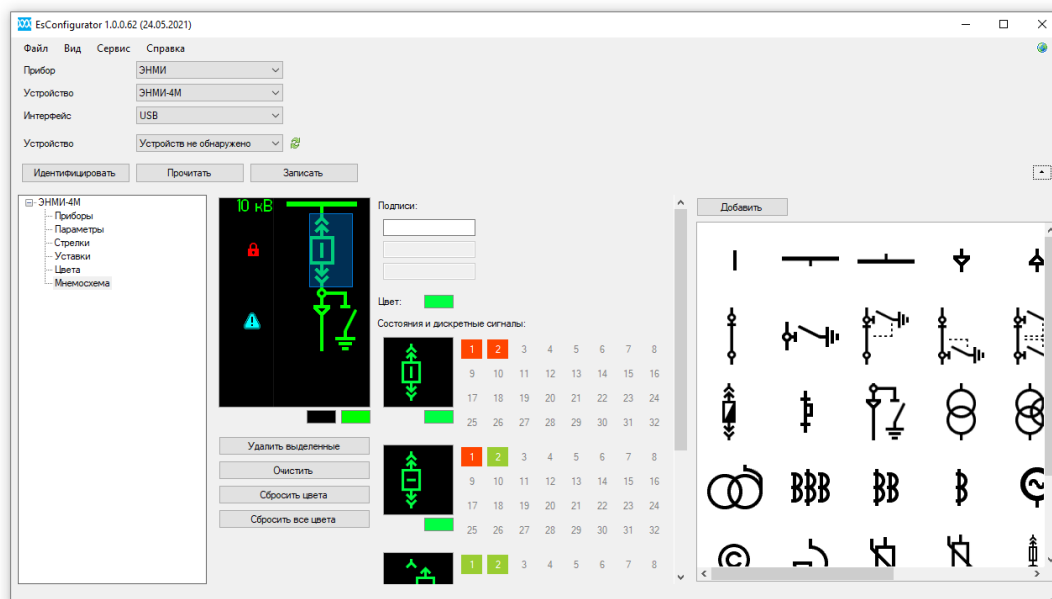 EsConfigurator 1.0.0.62 (24.05.2021)
Файл Вид Сервис Справка
Прибор ЭНМИ
Устройство ЭНМИ-4М
Интерфейс USB
Устройство Устройств не обнаружено
Идентифицировать Прочитать Записать
ЭНМИ-4М
Приборы
Параметры
Стрелки
Уставки
Цвета
Мнемосхема
10 кВ
Удалить выделенные
Очистить
Сбросить цвета
Сбросить все цвета
Подписи:
Цвет:
Состояния и дискретные сигналы:
1 2 3 4 5 6 7 8
9 10 11 12 13 14 15 16
17 18 19 20 21 22 23 24
25 26 27 28 29 30 31 32
1 2 3 4 5 6 7 8
9 10 11 12 13 14 15 16
17 18 19 20 21 22 23 24
25 26 27 28 29 30 31 32
1 2 3 4 5 6 7 8
Добавить